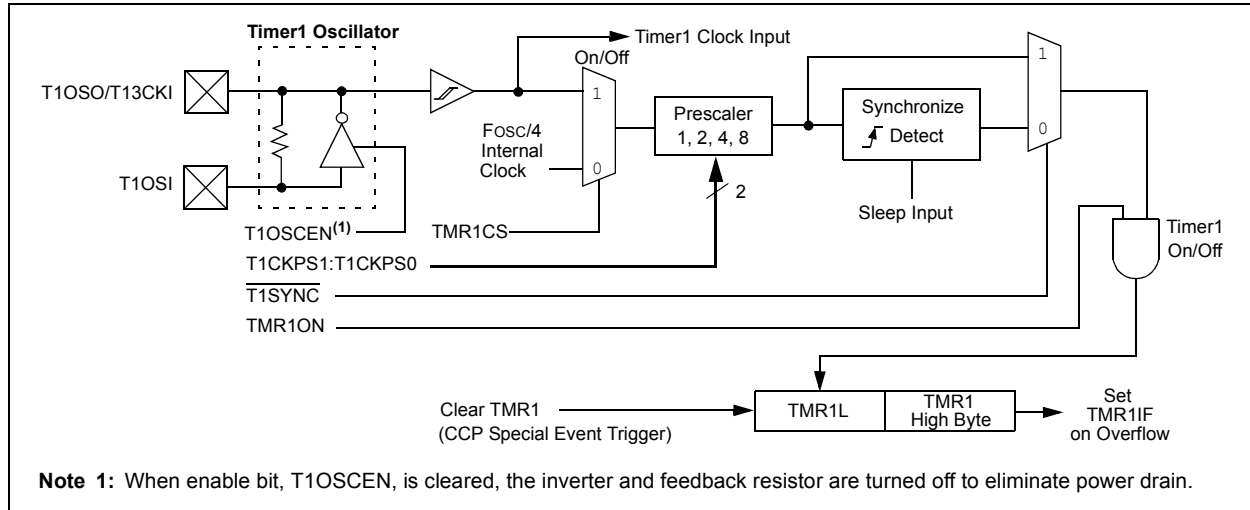 Timer1 Oscillator
Timer1 Clock Input
On/Off
1
T1OSO/T13CKI
1
Prescaler
1, 2, 4, 8
Synchronize
Detect
0
FOSC/4
Internal
Clock
0
T1OSI
2
Sleep Input
T1OSCEN(1)
TMR1CS
Timer1
On/Off
T1CKPS1:T1CKPS0
T1SYNC
TMR1ON
Clear TMR1
(CCP Special Event Trigger)
TMR1L
TMR1
High Byte
Set
TMR1IF
on Overflow
Note 1: When enable bit, T1OSCEN, is cleared, the inverter and feedback resistor are turned off to eliminate power drain.